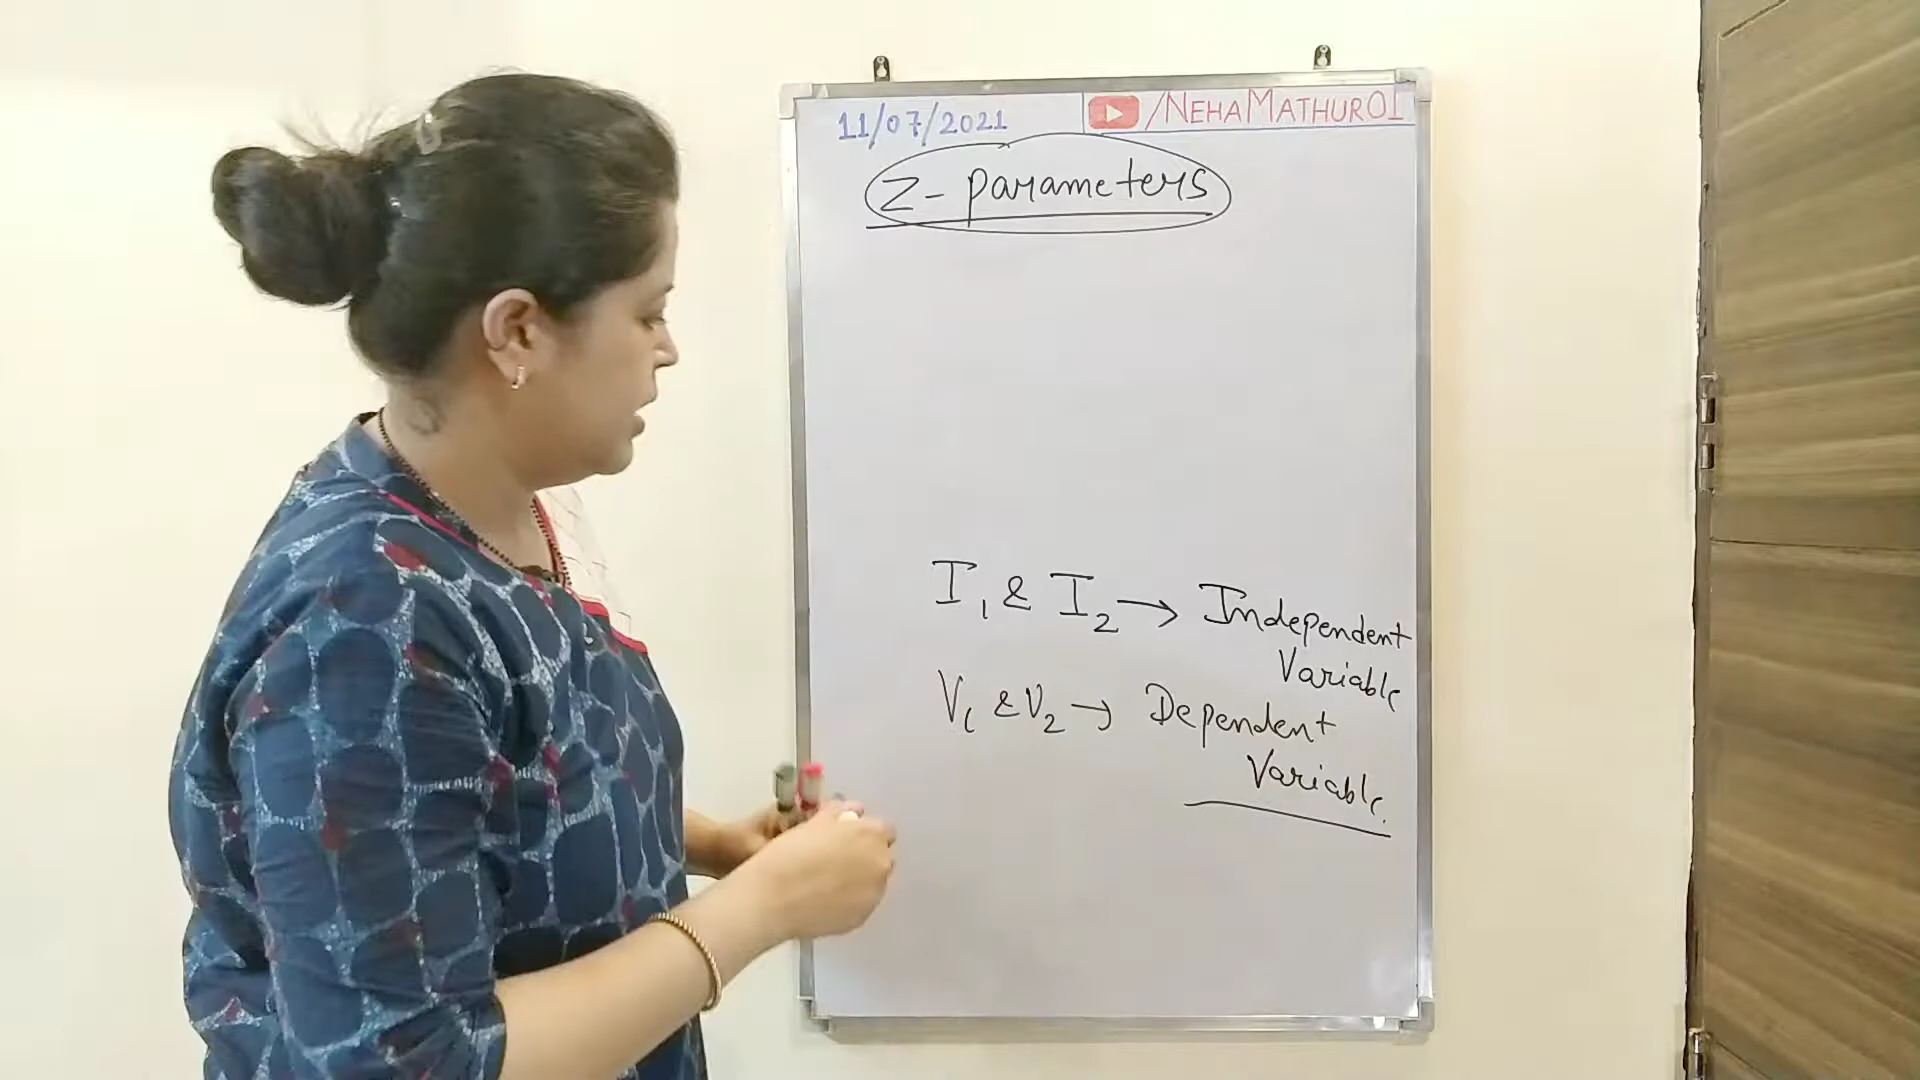 11/07/2021
/NEHAMATHUR01
Z- parameters
I1 & I2 → Independent
Variable
V1 & V2 → Dependent
Variable.